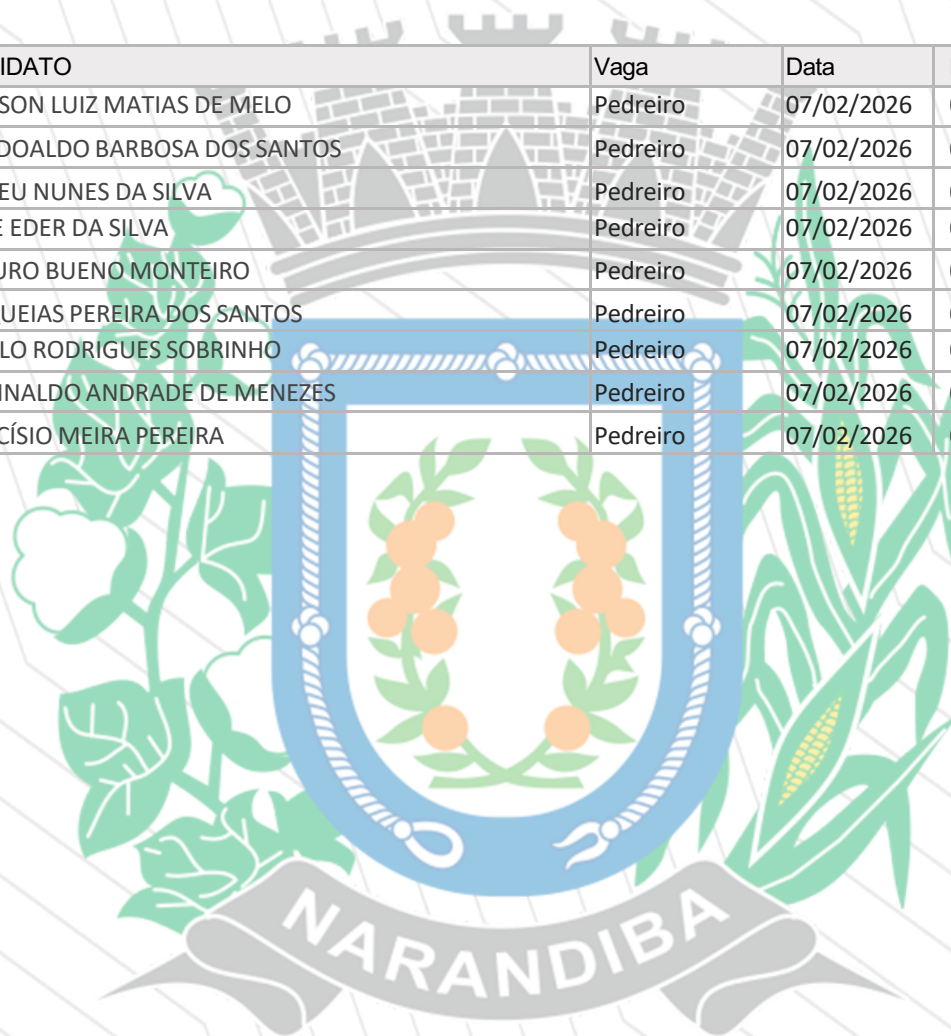 IDATO Vaga Data
SON LUIZ MATIAS DE MELO Pedreiro 07/02/2026
DOALDO BARBOSA DOS SANTOS Pedreiro 07/02/2026
EU NUNES DA SILVA Pedreiro 07/02/2026
E EDER DA SILVA Pedreiro 07/02/2026
URO BUENO MONTEIRO Pedreiro 07/02/2026
UEIAS PEREIRA DOS SANTOS Pedreiro 07/02/2026
LO RODRIGUES SOBRINHO Pedreiro 07/02/2026
INALDO ANDRADE DE MENEZES Pedreiro 07/02/2026
CÍSIO MEIRA PEREIRA Pedreiro 07/02/2026
NARANDIBA